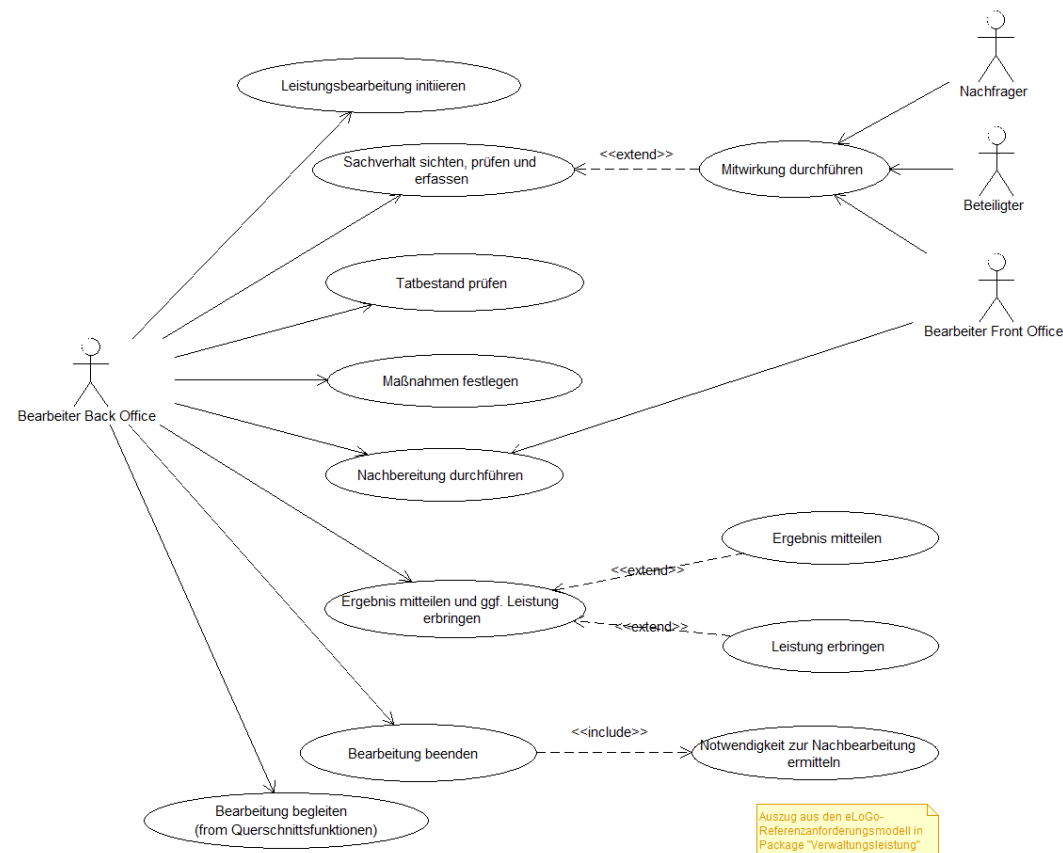 Nachfrager
Leistungsbearbeitung initiieren
<<extend>>
Sachverhalt sichten, prüfen und
erfassen
Mitwirkung durchführen
Beteiligter
Tatbestand prüfen
Bearbeiter Front Office
Maßnahmen festlegen
Bearbeiter Back Office
Nachbereitung durchführen
Ergebnis mitteilen
<<extend>>
Ergebnis mitteilen und ggf. Leistung
erbringen
<<extend>>
Leistung erbringen
<<include>>
Bearbeitung beenden
Notwendigkeit zur Nachbearbeitung
ermitteln
Bearbeitung begleiten
(from Querschnittsfunktionen)
Auszug aus den eLoGo-
Referenzanforderungsmodell in
Package "Verwaltungsleistung"